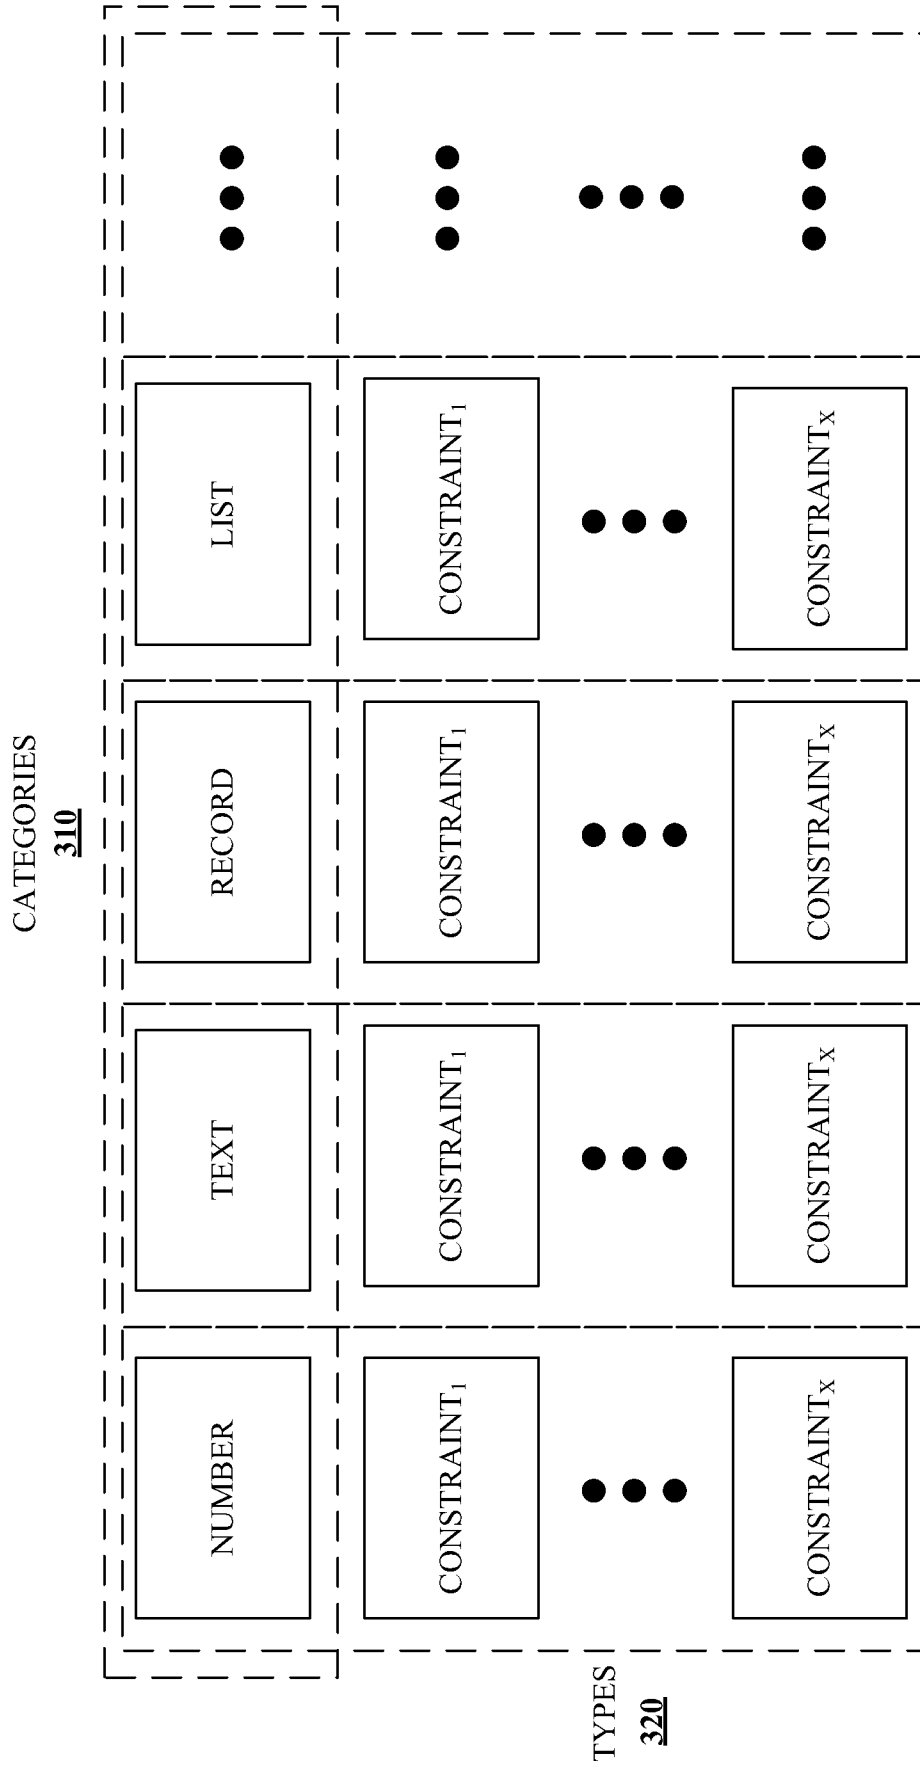 CATEGORIES
310
NUMBER
TEXT
RECORD
LIST
TYPES
320
CONSTRAINT1
CONSTRAINT1
CONSTRAINT1
CONSTRAINT1
CONSTRAINTX
CONSTRAINTX
CONSTRAINTX
CONSTRAINTX